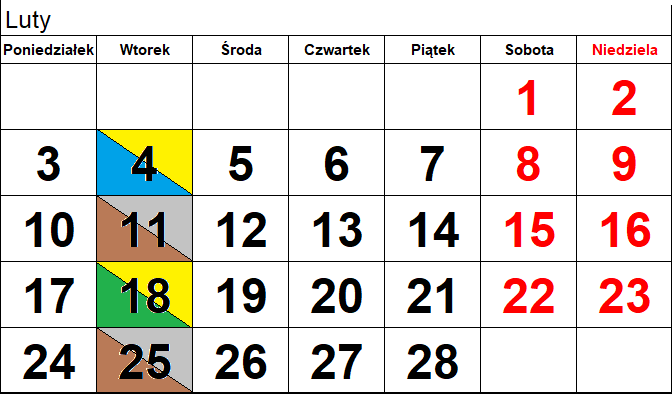 Luty
Poniedziałek Wtorek Środa Czwartek Piątek Sobota Niedziela
1 2
3 4 5 6 7 8 9
10 11 12 13 14 15 16
17 18 19 20 21 22 23
24 25 26 27 28